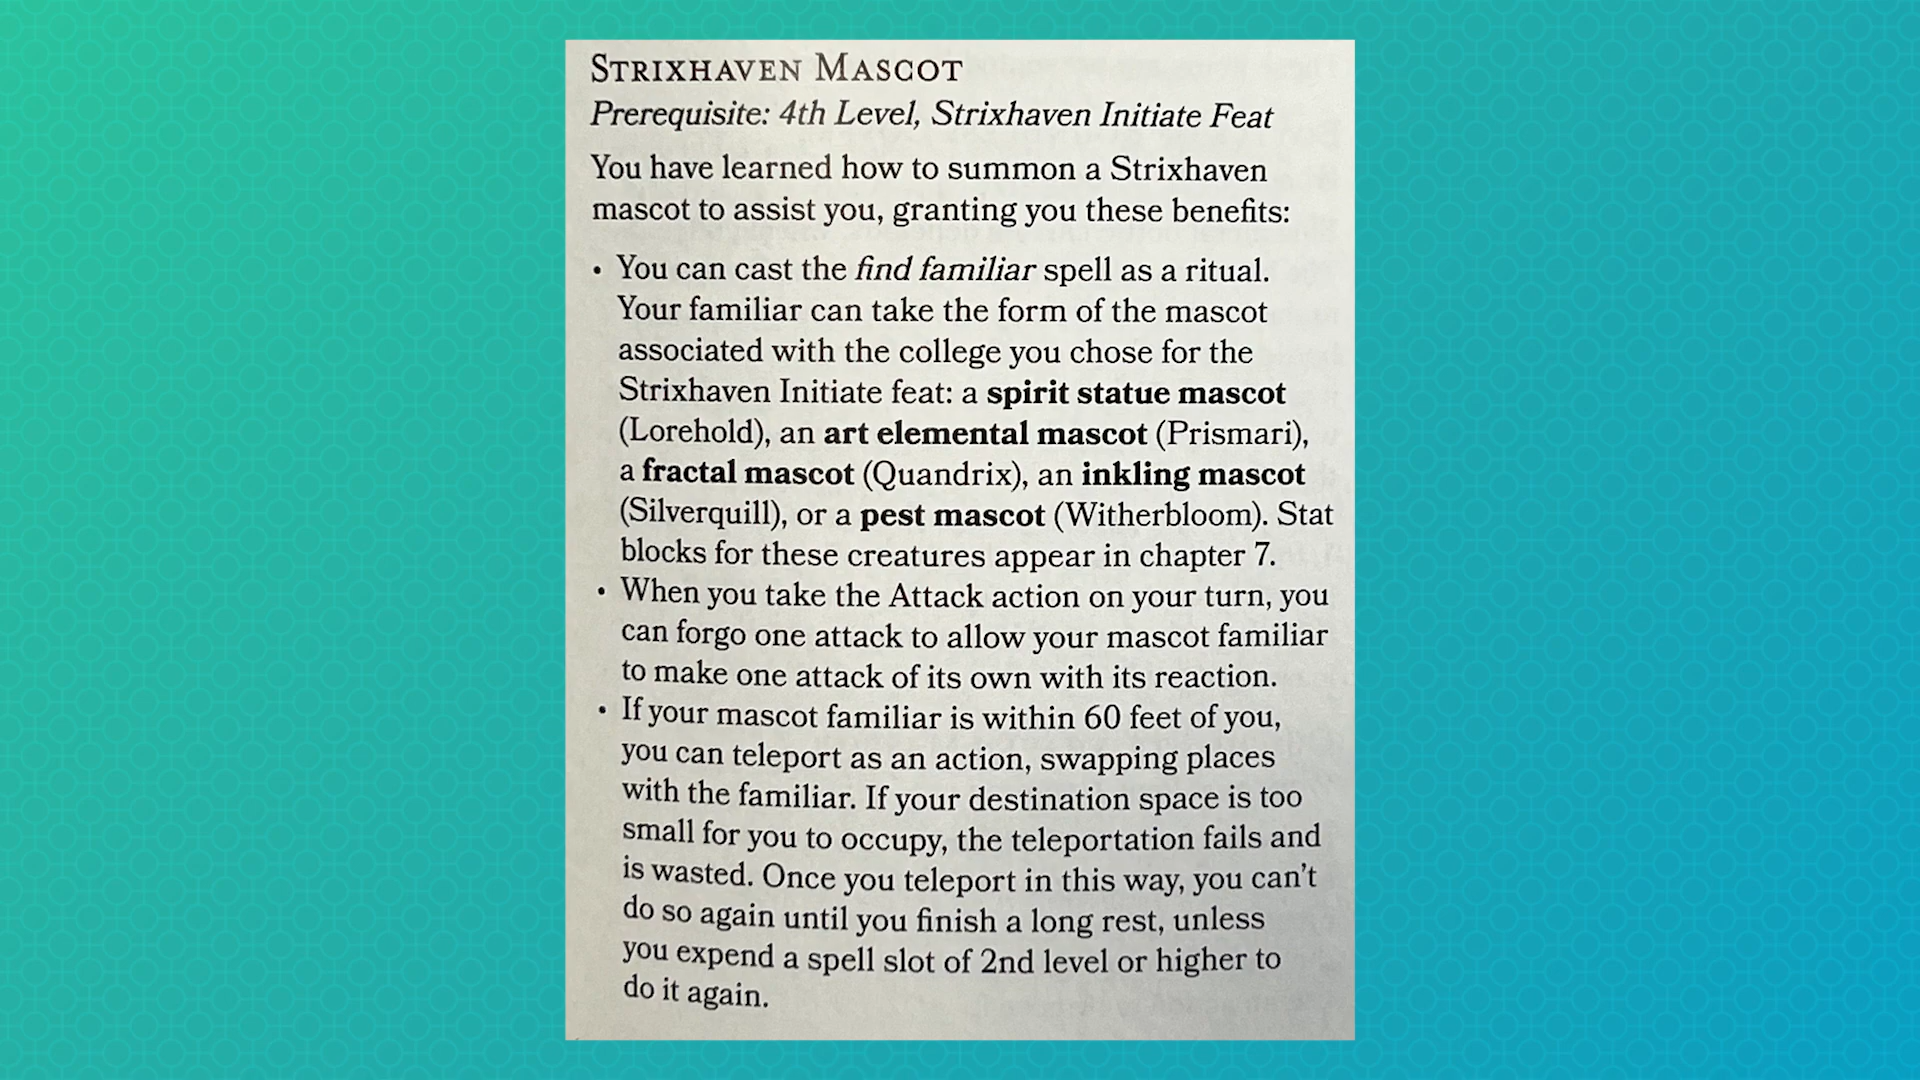 STRIXHAVEN MASCOT
Prerequisite: 4th Level, Strixhaven Initiate Feat
You have learned how to summon a Strixhaven
mascot to assist you, granting you these benefits:
• You can cast the find familiar spell as a ritual.
Your familiar can take the form of the mascot
associated with the college you chose for the
Strixhaven Initiate feat: a spirit statue mascot
(Lorehold), an art elemental mascot (Prismari),
a fractal mascot (Quandrix), an inkling mascot
(Silverquill), or a pest mascot (Witherbloom). Stat
blocks for these creatures appear in chapter 7.
• When you take the Attack action on your turn, you
can forgo one attack to allow your mascot familiar
to make one attack of its own with its reaction.
• If your mascot familiar is within 60 feet of you,
you can teleport as an action, swapping places
with the familiar. If your destination space is too
small for you to occupy, the teleportation fails and
is wasted. Once you teleport in this way, you can't
do so again until you finish a long rest, unless
you expend a spell slot of 2nd level or higher to
do it again.